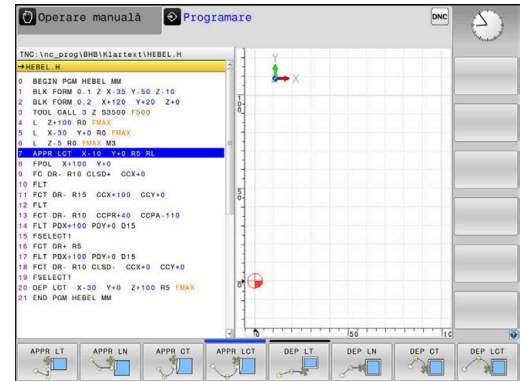 Operare manuală
Programare
DNC
TNC:\nc_prog\BHB\Klartext\HEBEL.H
→HEBEL.H
0 BEGIN PGM HEBEL MM
1 BLK FORM 0.1 Z X-35 Y-50 Z-10
2 BLK FORM 0.2 X+120 Y+20 Z+0
3 TOOL CALL 3 Z S3500 F500
4 L Z+100 R0 FMAX
5 L X-30 Y+0 R0 FMAX
6 L Z-5 R0 FMAX M3
7 APPR LCT X-10 Y+0 R5 RL
8 FPOL X+100 Y+0
9 FC DR- R10 CLSD+ CCX+0
10 FLT
11 FCT DR- R15 CCX+100 CCY+0
12 FLT
13 FCT DR- R10 CCPR+40 CCPA-110
14 FLT PDX+100 PDY+0 D15
15 FSELECT1
16 FCT DR+ R5
17 FLT PDX+100 PDY+0 D15
18 FCT DR- R10 CLSD- CCX+0 CCY+0
19 FSELECT1
20 DEP LCT X-30 Y+0 Z+100 R5 FMAX
21 END PGM HEBEL MM
Y
X
100
50
0
0
50
10
APPR LT
APPR LN
APPR CT
APPR LCT
DEP LT
DEP LN
DEP CT
DEP LCT